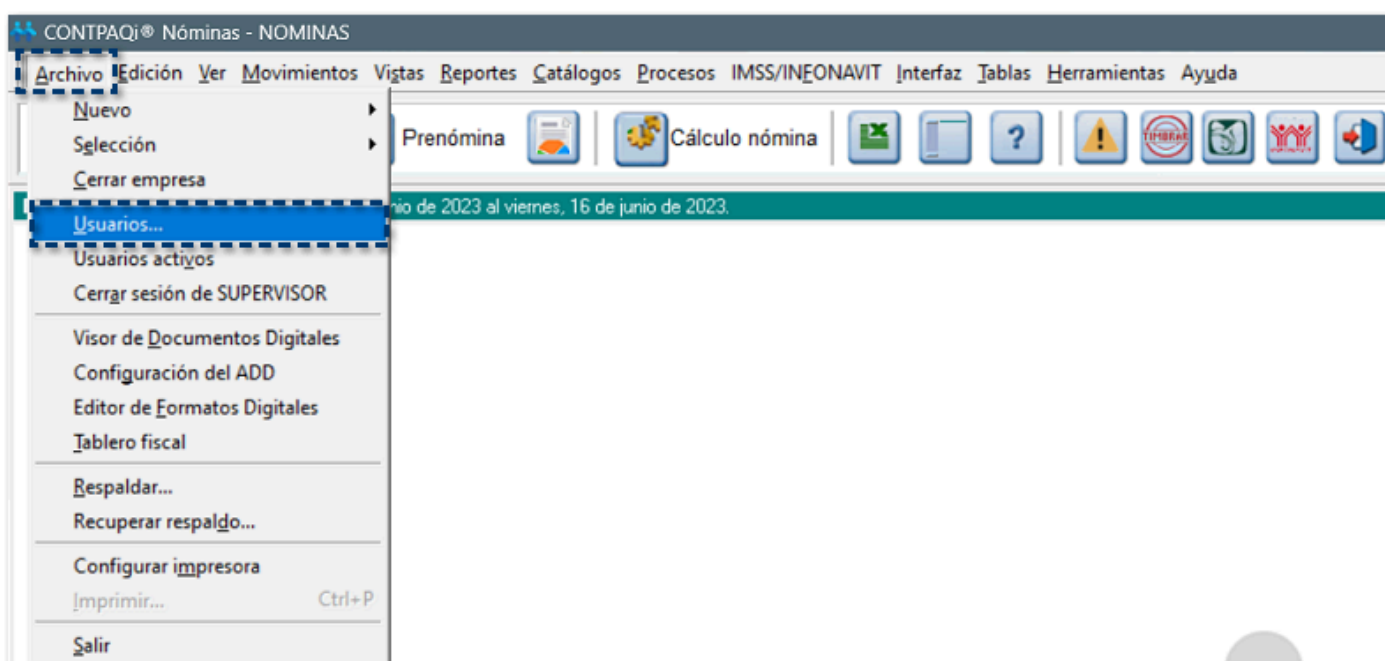 CONTPAQi® Nóminas - NOMINAS
Archivo Edición Ver Movimientos Vistas Reportes Catálogos Procesos IMSS/INFONAVIT Interfaz Tablas Herramientas Ayuda
Prenómina Cálculo nómina ? TIMBRAR
nio de 2023 al viernes, 16 de junio de 2023.
Nuevo
Selección
Cerrar empresa
Usuarios...
Usuarios activos
Cerrar sesión de SUPERVISOR
Visor de Documentos Digitales
Configuración del ADD
Editor de Formatos Digitales
Tablero fiscal
Respaldar...
Recuperar respaldo...
Configurar impresora
Imprimir... Ctrl+P
Salir